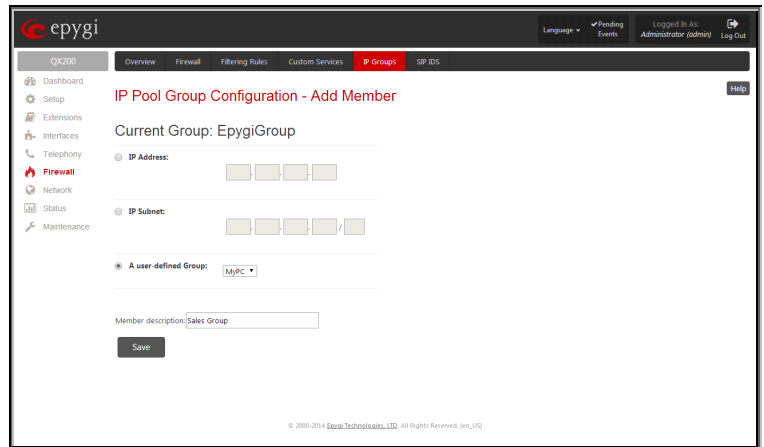 epygi
Language
Pending Events
Logged In As:
Administrator (admin)
Log Out
QX200
Overview Firewall Filtering Rules Custom Services IP Groups SIP IDS
Dashboard
Setup
Extensions
Interfaces
Telephony
Firewall
Network
Status
Maintenance
Help
IP Pool Group Configuration - Add Member
Current Group: EpygiGroup
IP Address:
. . .
IP Subnet:
. . . /
A user-defined Group: MyPC
Member description: Sales Group
Save
© 2000-2014 Epygi Technologies, LTD. All Rights Reserved. (en_US)